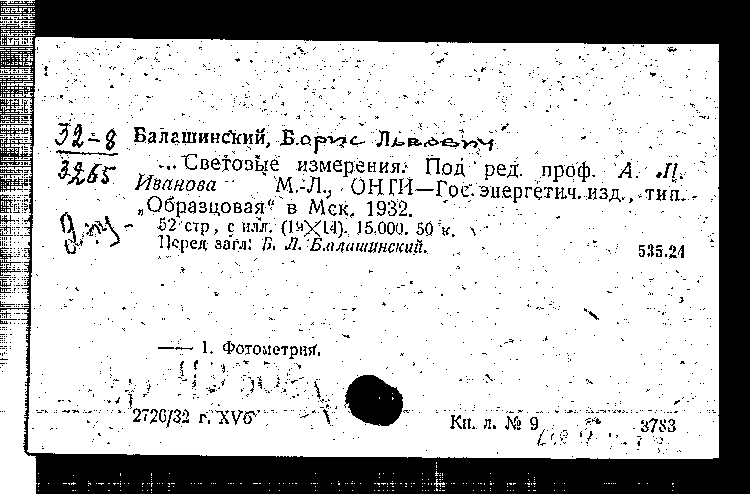 32-8
3265
Балашинский, Борис Львович
... Световые измерения. Под ред. проф. А. П.
Иванова М.-Л., ОНТИ—Гос. энергетич. изд., тип.
„Образцовая“ в Мск. 1932.
52 стр., с илл. (19×14). 15.000. 50 к.
Перед загл: Б. Л. Балашинский.
535.24
—— 1. Фотометрия.
2726/32 г. XVб
Кн. л. № 9
3783